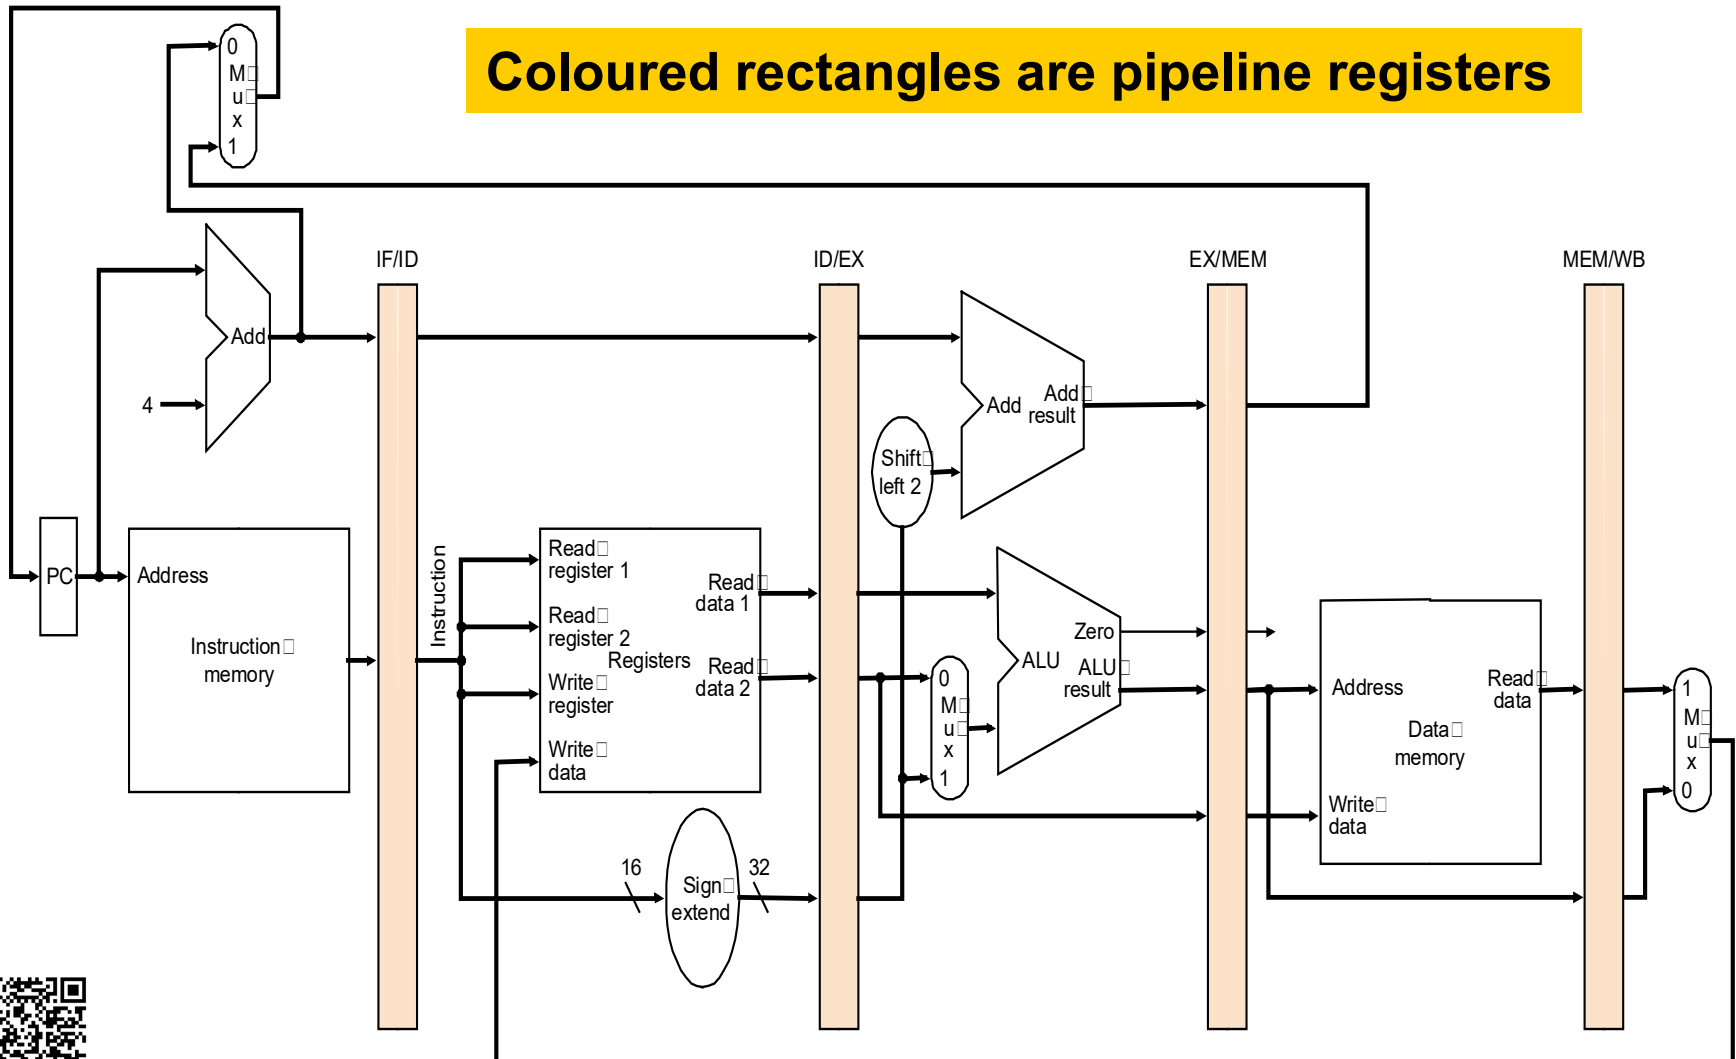 Coloured rectangles are pipeline registers
0
M
u
x
1
IF/ID
ID/EX
EX/MEM
MEM/WB
Add
4
Add
Add
result
Shift
left 2
PC
Address
Instruction
memory
Instruction
Read
register 1
Read
register 2
Write
register
Write
data
Registers
Read
data 1
Read
data 2
0
M
u
x
1
ALU
Zero
ALU
result
Address
Read
data
Data
memory
Write
data
1
M
u
x
0
16
Sign
extend
32